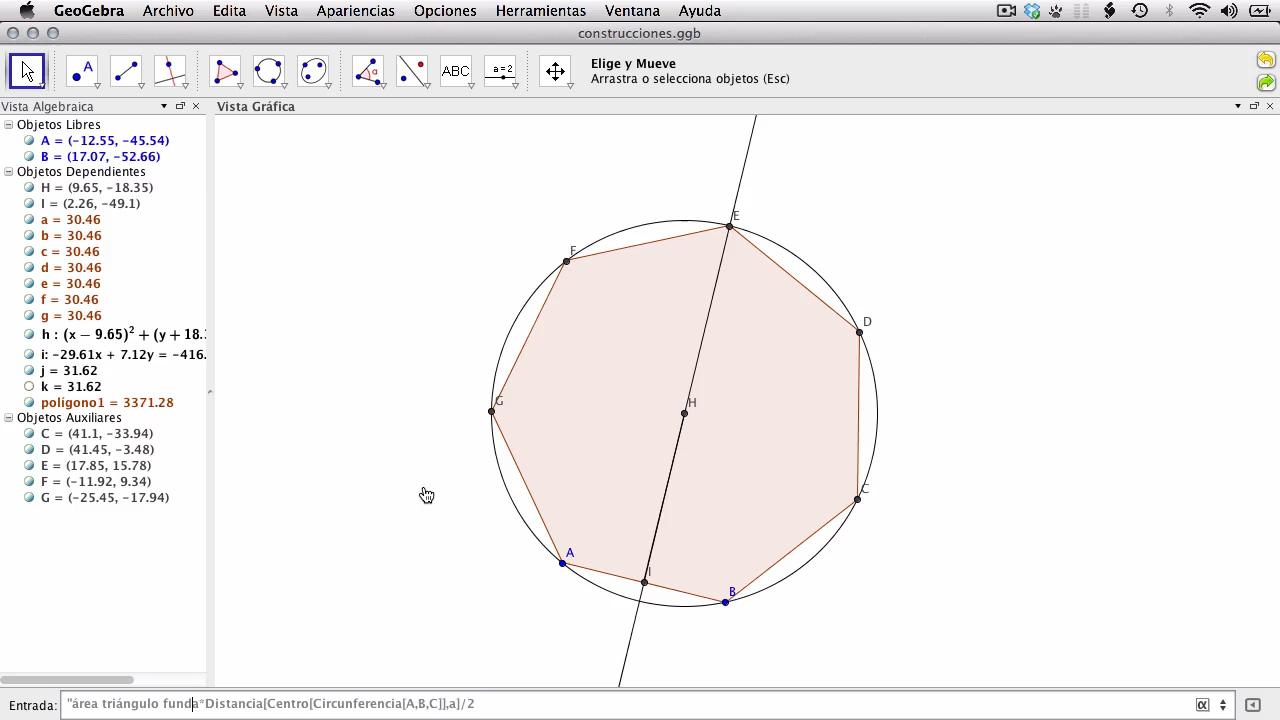 GeoGebra Archivo Edita Vista Apariencias Opciones Herramientas Ventana Ayuda
construcciones.ggb
A
α
ABC
a=2
Elige y Mueve
Arrastra o selecciona objetos (Esc)
Vista Algebraica
Vista Gráfica
Objetos Libres
A = (-12.55, -45.54)
B = (17.07, -52.66)
Objetos Dependientes
H = (9.65, -18.35)
I = (2.26, -49.1)
a = 30.46
b = 30.46
c = 30.46
d = 30.46
e = 30.46
f = 30.46
g = 30.46
h : (x − 9.65)² + (y + 18.
i: -29.61x + 7.12y = -416.
j = 31.62
k = 31.62
polígono1 = 3371.28
Objetos Auxiliares
C = (41.1, -33.94)
D = (41.45, -3.48)
E = (17.85, 15.78)
F = (-11.92, 9.34)
G = (-25.45, -17.94)
E
F
D
G
H
C
A
I
B
Entrada: "área triángulo funda*Distancia[Centro[Circunferencia[A,B,C]],a]/2
α